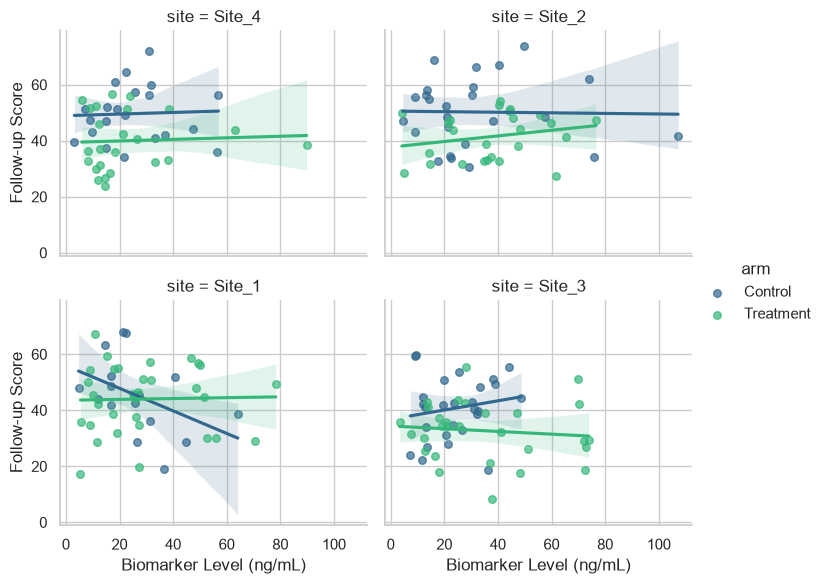 site = Site_4
site = Site_2
Follow-up Score
60
40
20
0
site = Site_1
site = Site_3
arm
Control
Treatment
Follow-up Score
60
40
20
0
0 20 40 60 80 100
0 20 40 60 80 100
Biomarker Level (ng/mL)
Biomarker Level (ng/mL)